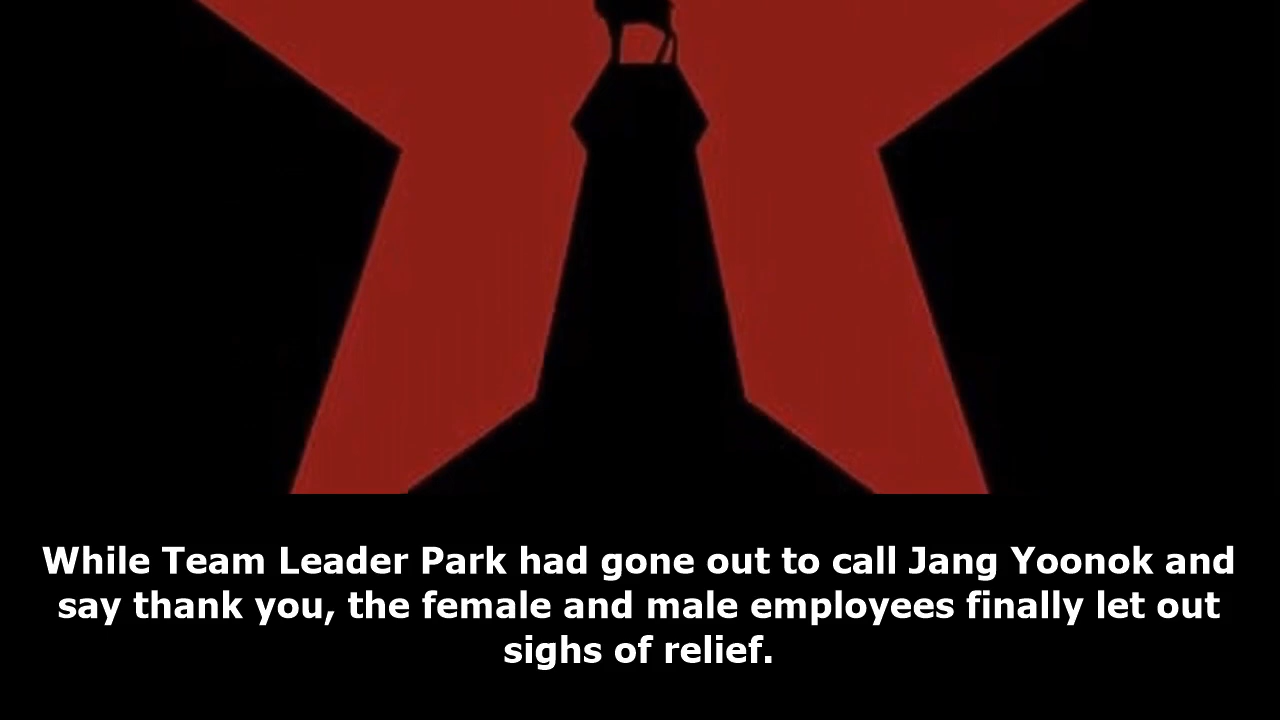 While Team Leader Park had gone out to call Jang Yoonok and
say thank you, the female and male employees finally let out
sighs of relief.